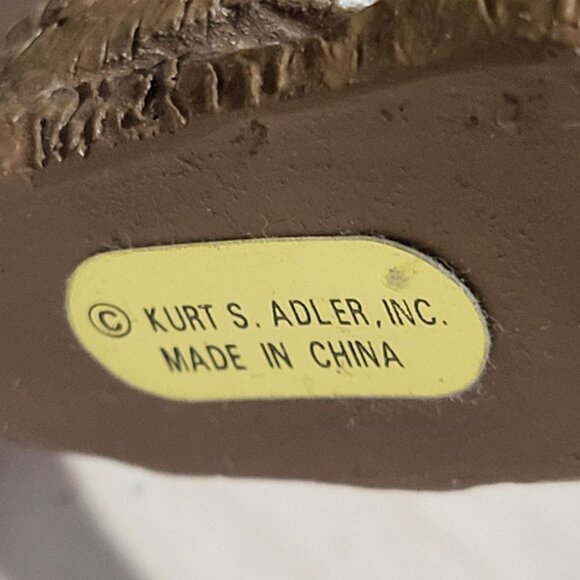 © KURT S. ADLER, INC.
MADE IN CHINA